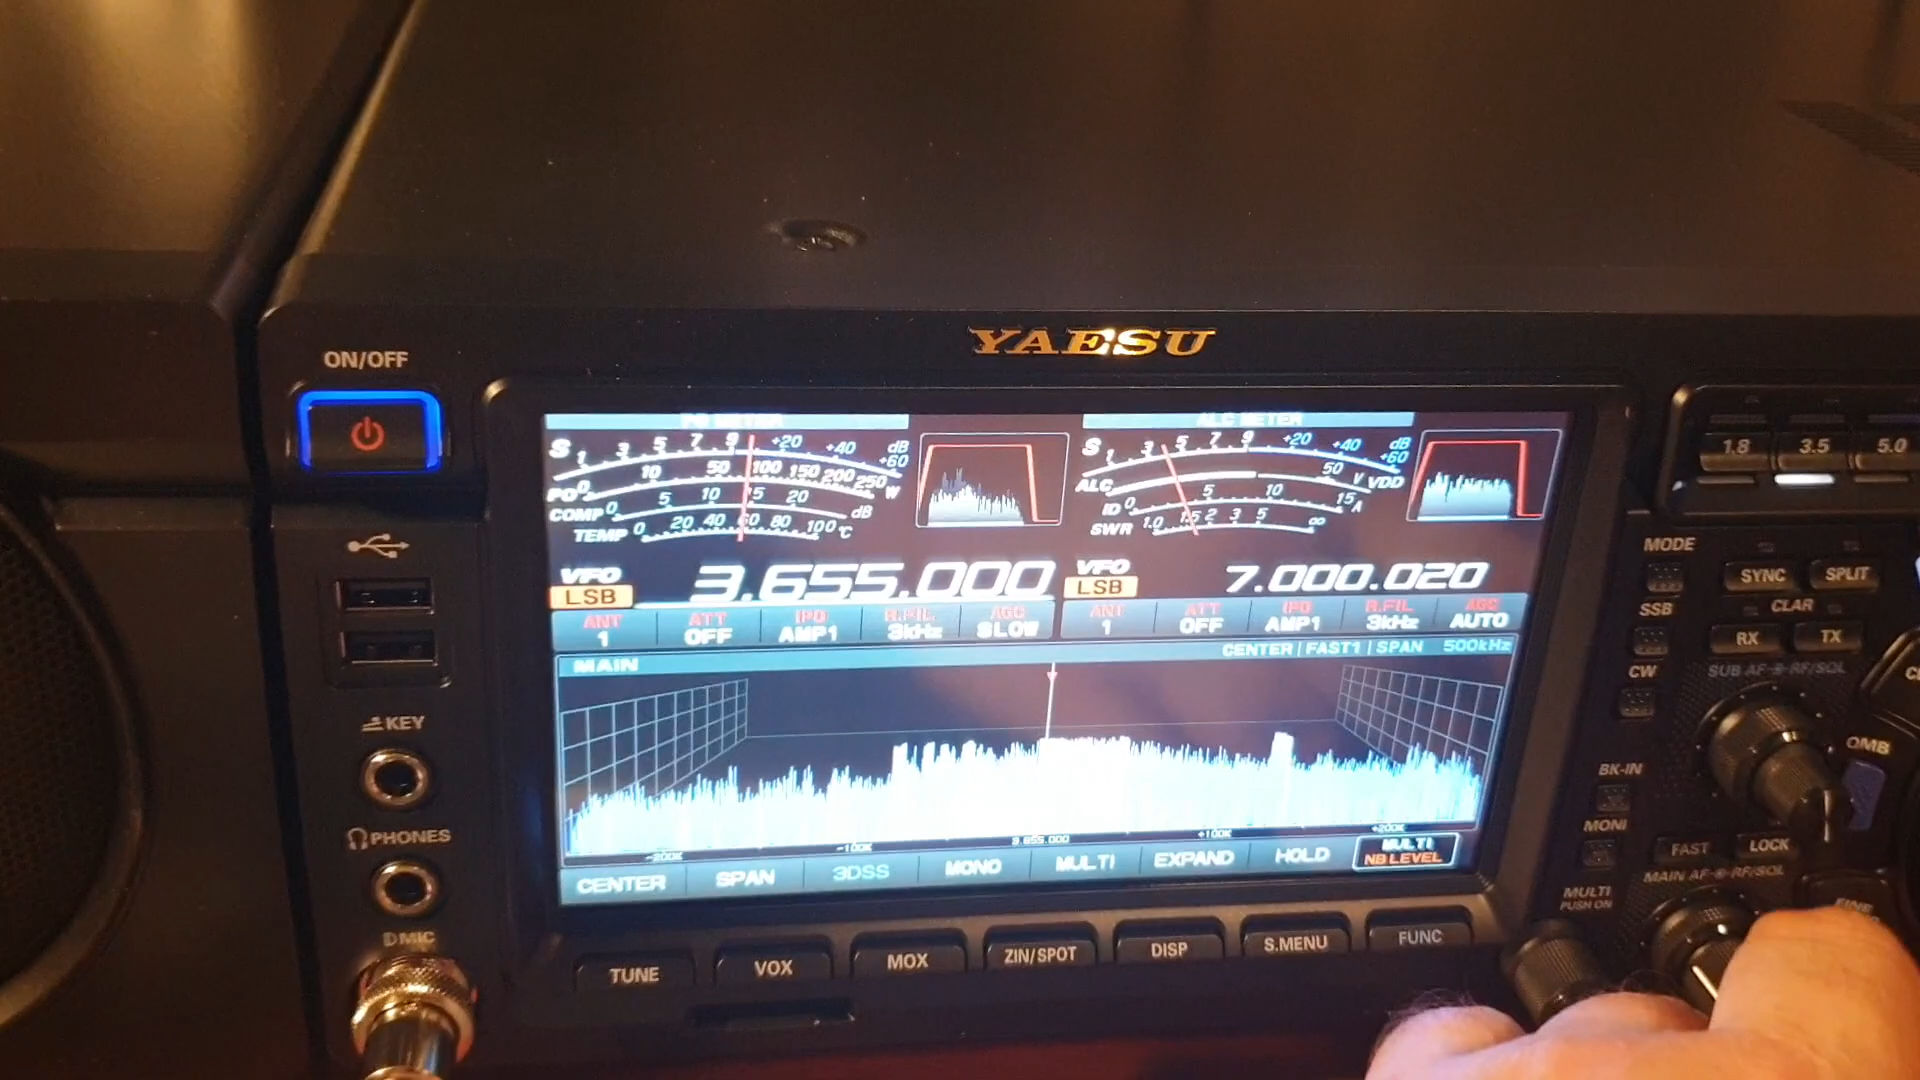 YAESU
ON/OFF
PO METER
ALC METER
S 1 3 5 7 9 +20 +40 +60 dB
PO 0 10 50 100 150 200 250 W
COMP 0 5 10 15 20 dB
TEMP 0 20 40 60 80 100 °C
S 1 3 5 7 9 +20 +40 +60 dB
ALC 50 V VDD
ID 0 5 10 15 A
SWR 1.0 1.5 2 3 5 ∞
1.8 3.5 5.0
VFO
LSB
3.655.000
VFO
LSB
7.000.020
ANT 1
ATT OFF
IPO AMP1
R.FIL 3kHz
AGC SLOW
ANT 1
ATT OFF
IPO AMP1
R.FIL 3kHz
AGC AUTO
MAIN
CENTER | FAST1 | SPAN 500kHz
-200K -100K 3.655.000 +100K +200K
CENTER SPAN 3DSS MONO MULTI EXPAND HOLD
MULTI
NB LEVEL
TUNE VOX MOX ZIN/SPOT DISP S.MENU FUNC
KEY
PHONES
MIC
MODE
SSB
CW
SYNC SPLIT
CLAR
RX TX
SUB AF RF/SQL
QMB
BK-IN
MONI
FAST LOCK
MAIN AF RF/SQL
MULTI
PUSH ON
FINE